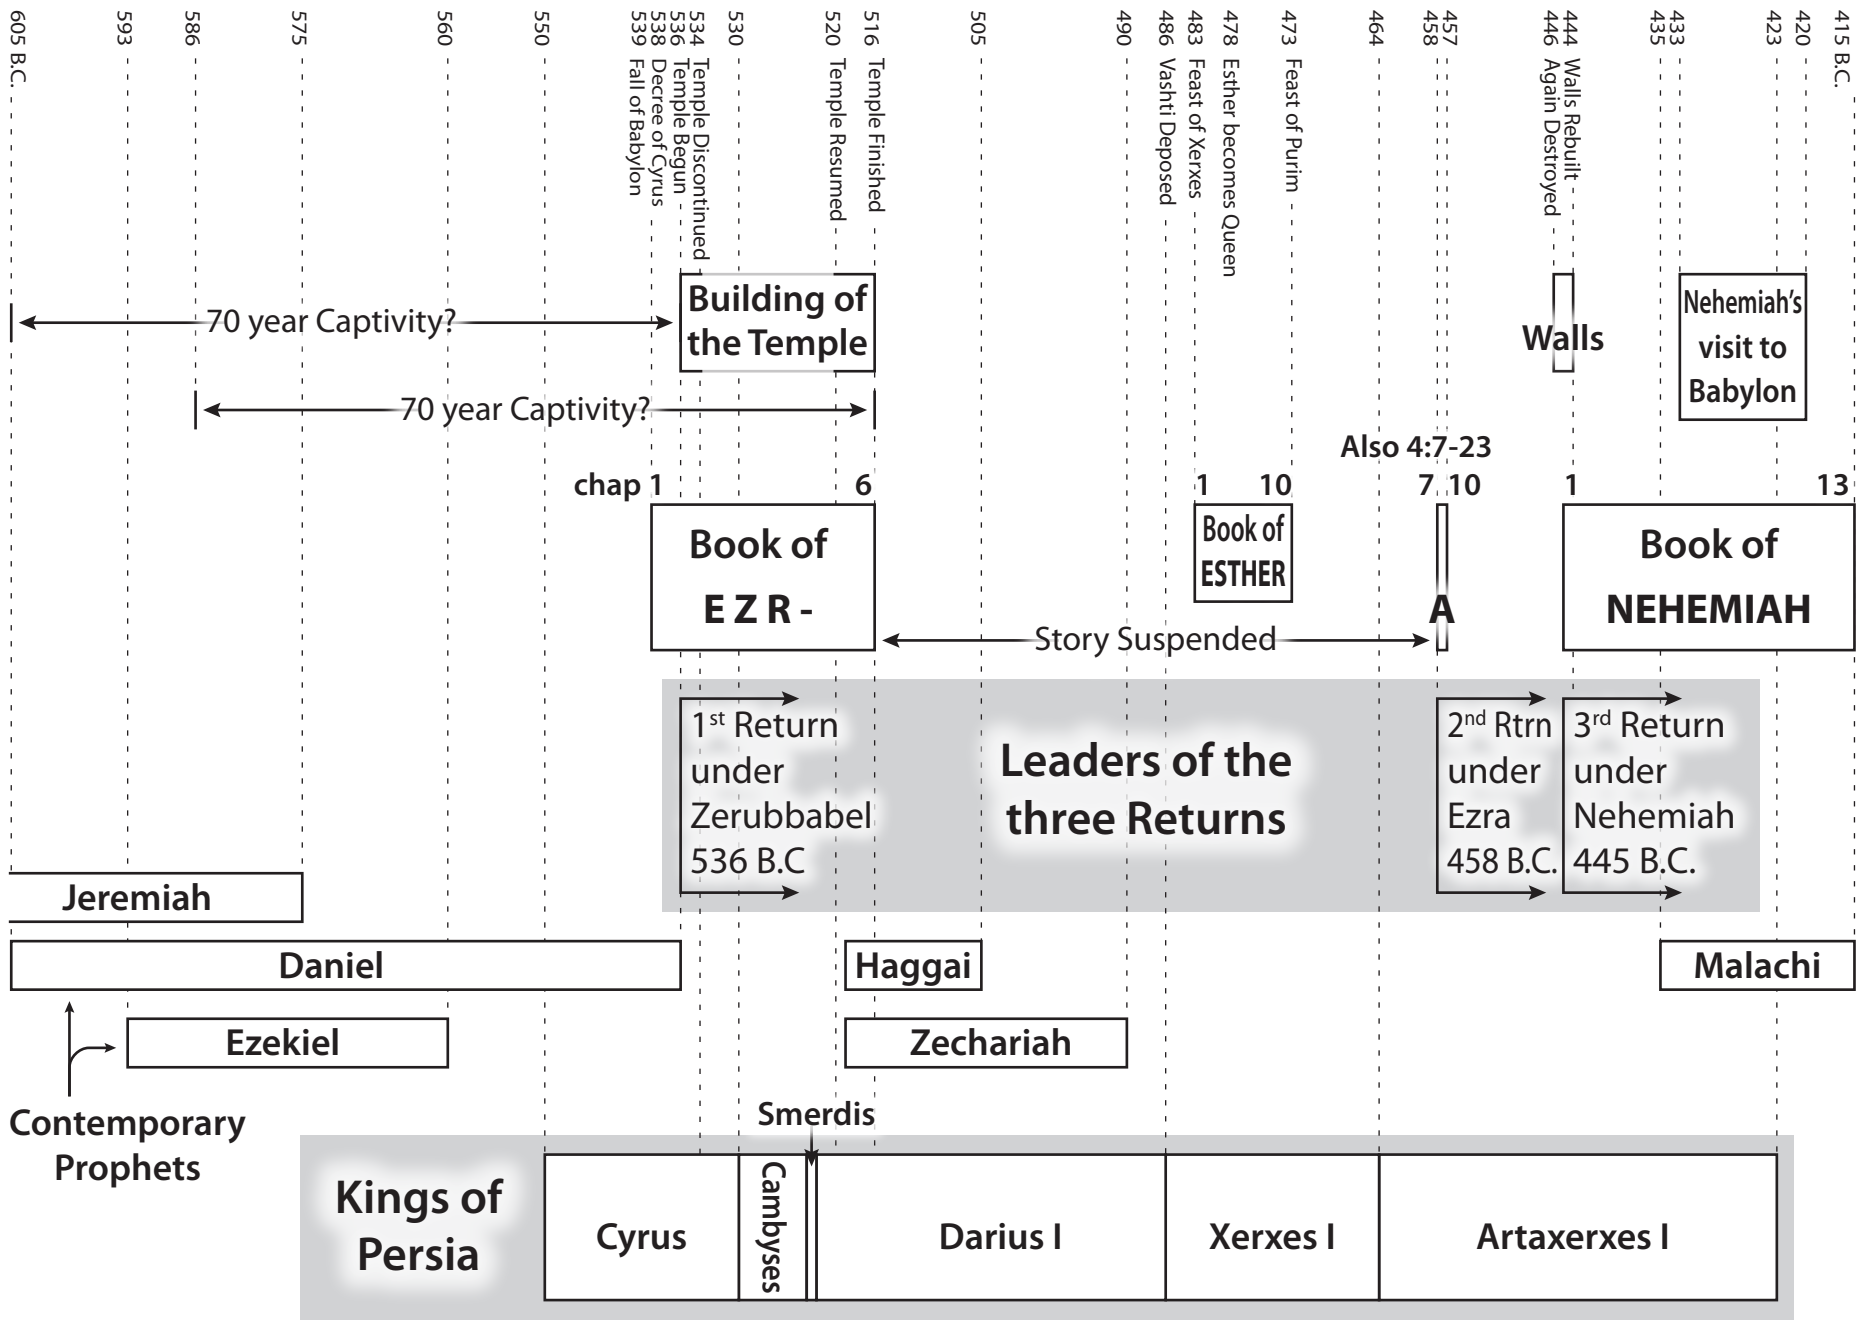 605 B.C.
593
586
575
560
550
539 Fall of Babylon
538 Decree of Cyrus
536 Temple Begun
534 Temple Discontinued
530
520 Temple Resumed
516 Temple Finished
505
490
486 Vashti Deposed
483 Feast of Xerxes
478 Esther becomes Queen
473 Feast of Purim
464
458
457
446 Again Destroyed
444 Walls Rebuilt
435
433
423
420
415 B.C.
70 year Captivity?
Building of
the Temple
Walls
Nehemiah's
visit to
Babylon
70 year Captivity?
Also 4:7-23
chap 1 6
1 10
7 10
1 13
Book of
E Z R -
Book of
ESTHER
A
Book of
NEHEMIAH
Story Suspended
1st Return
under
Zerubbabel
536 B.C
Leaders of the
three Returns
2nd Rtrn
under
Ezra
458 B.C.
3rd Return
under
Nehemiah
445 B.C.
Jeremiah
Daniel
Haggai
Malachi
Ezekiel
Zechariah
Contemporary
Prophets
Smerdis
Kings of
Persia
Cyrus
Cambyses
Darius I
Xerxes I
Artaxerxes I